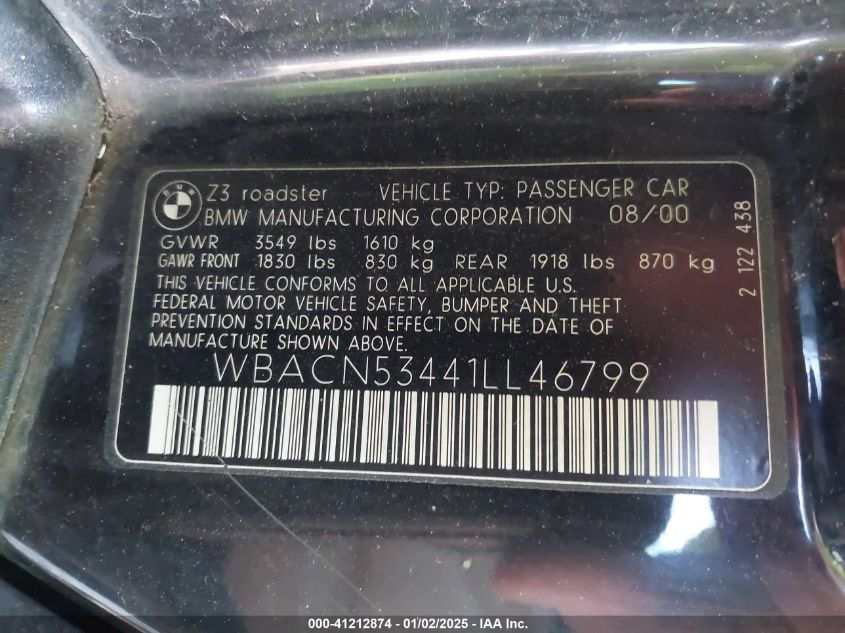 BMW
Z3 roadster VEHICLE TYP: PASSENGER CAR
BMW MANUFACTURING CORPORATION 08/00
GVWR 3549 lbs 1610 kg
GAWR FRONT 1830 lbs 830 kg REAR 1918 lbs 870 kg
THIS VEHICLE CONFORMS TO ALL APPLICABLE U.S.
FEDERAL MOTOR VEHICLE SAFETY, BUMPER AND THEFT
PREVENTION STANDARDS IN EFFECT ON THE DATE OF
MANUFACTURE SHOWN ABOVE.
WBACN53441LL46799
2 122 438
000-41212874 - 01/02/2025 - IAA Inc.